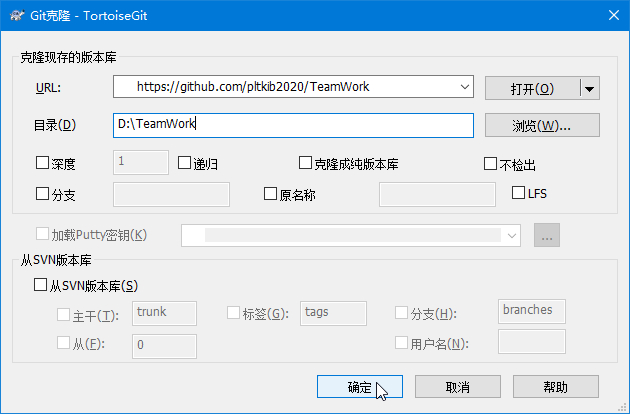 Git克隆 - TortoiseGit
克隆现存的版本库
URL: https://github.com/pltkib2020/TeamWork 打开(O)
目录(D) D:\TeamWork 浏览(W)...
深度 1 递归 克隆成纯版本库 不检出
分支 原名称 LFS
加载Putty密钥(K) ...
从SVN版本库
从SVN版本库(S)
主干(T): trunk 标签(G): tags 分支(H): branches
从(F): 0 用户名(N):
确定 取消 帮助